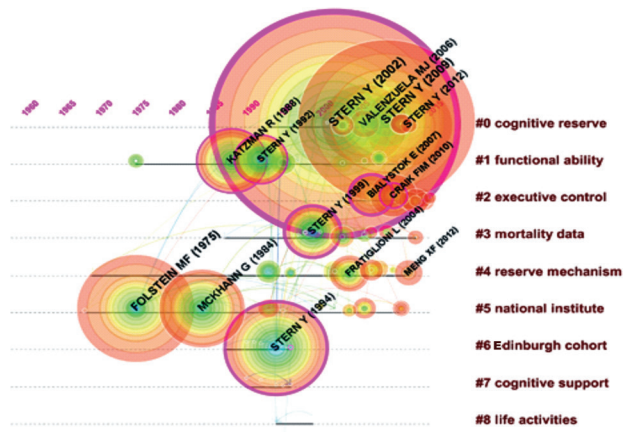 1960
1965
1970
1975
1980
1990
STERN Y (2002)
VALENZUELA MJ (2006)
STERN Y (2009)
STERN Y (2012)
#0 cognitive reserve
KATZMAN R (1988)
STERN Y (1992)
#1 functional ability
BIALYSTOK E (2007)
CRAIK FIM (2010)
#2 executive control
STERN Y (1999)
#3 mortality data
FRATIGLIONI L (2004)
MENG XF (2012)
#4 reserve mechanism
FOLSTEIN MF (1975)
MCKHANN G (1984)
#5 national institute
STERN Y (1994)
#6 Edinburgh cohort
#7 cognitive support
#8 life activities